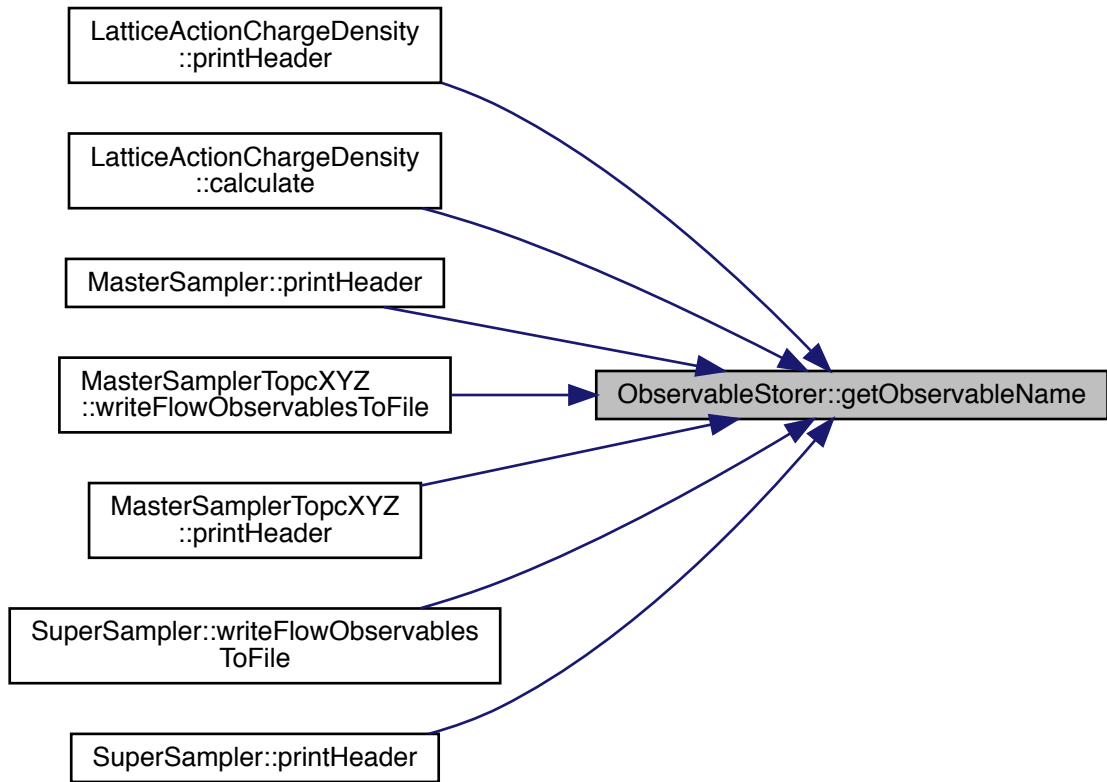 LatticeActionChargeDensity
::printHeader
LatticeActionChargeDensity
::calculate
MasterSampler::printHeader
MasterSamplerTopcXYZ
::writeFlowObservablesToFile
ObservableStorer::getObservableName
MasterSamplerTopcXYZ
::printHeader
SuperSampler::writeFlowObservables
ToFile
SuperSampler::printHeader